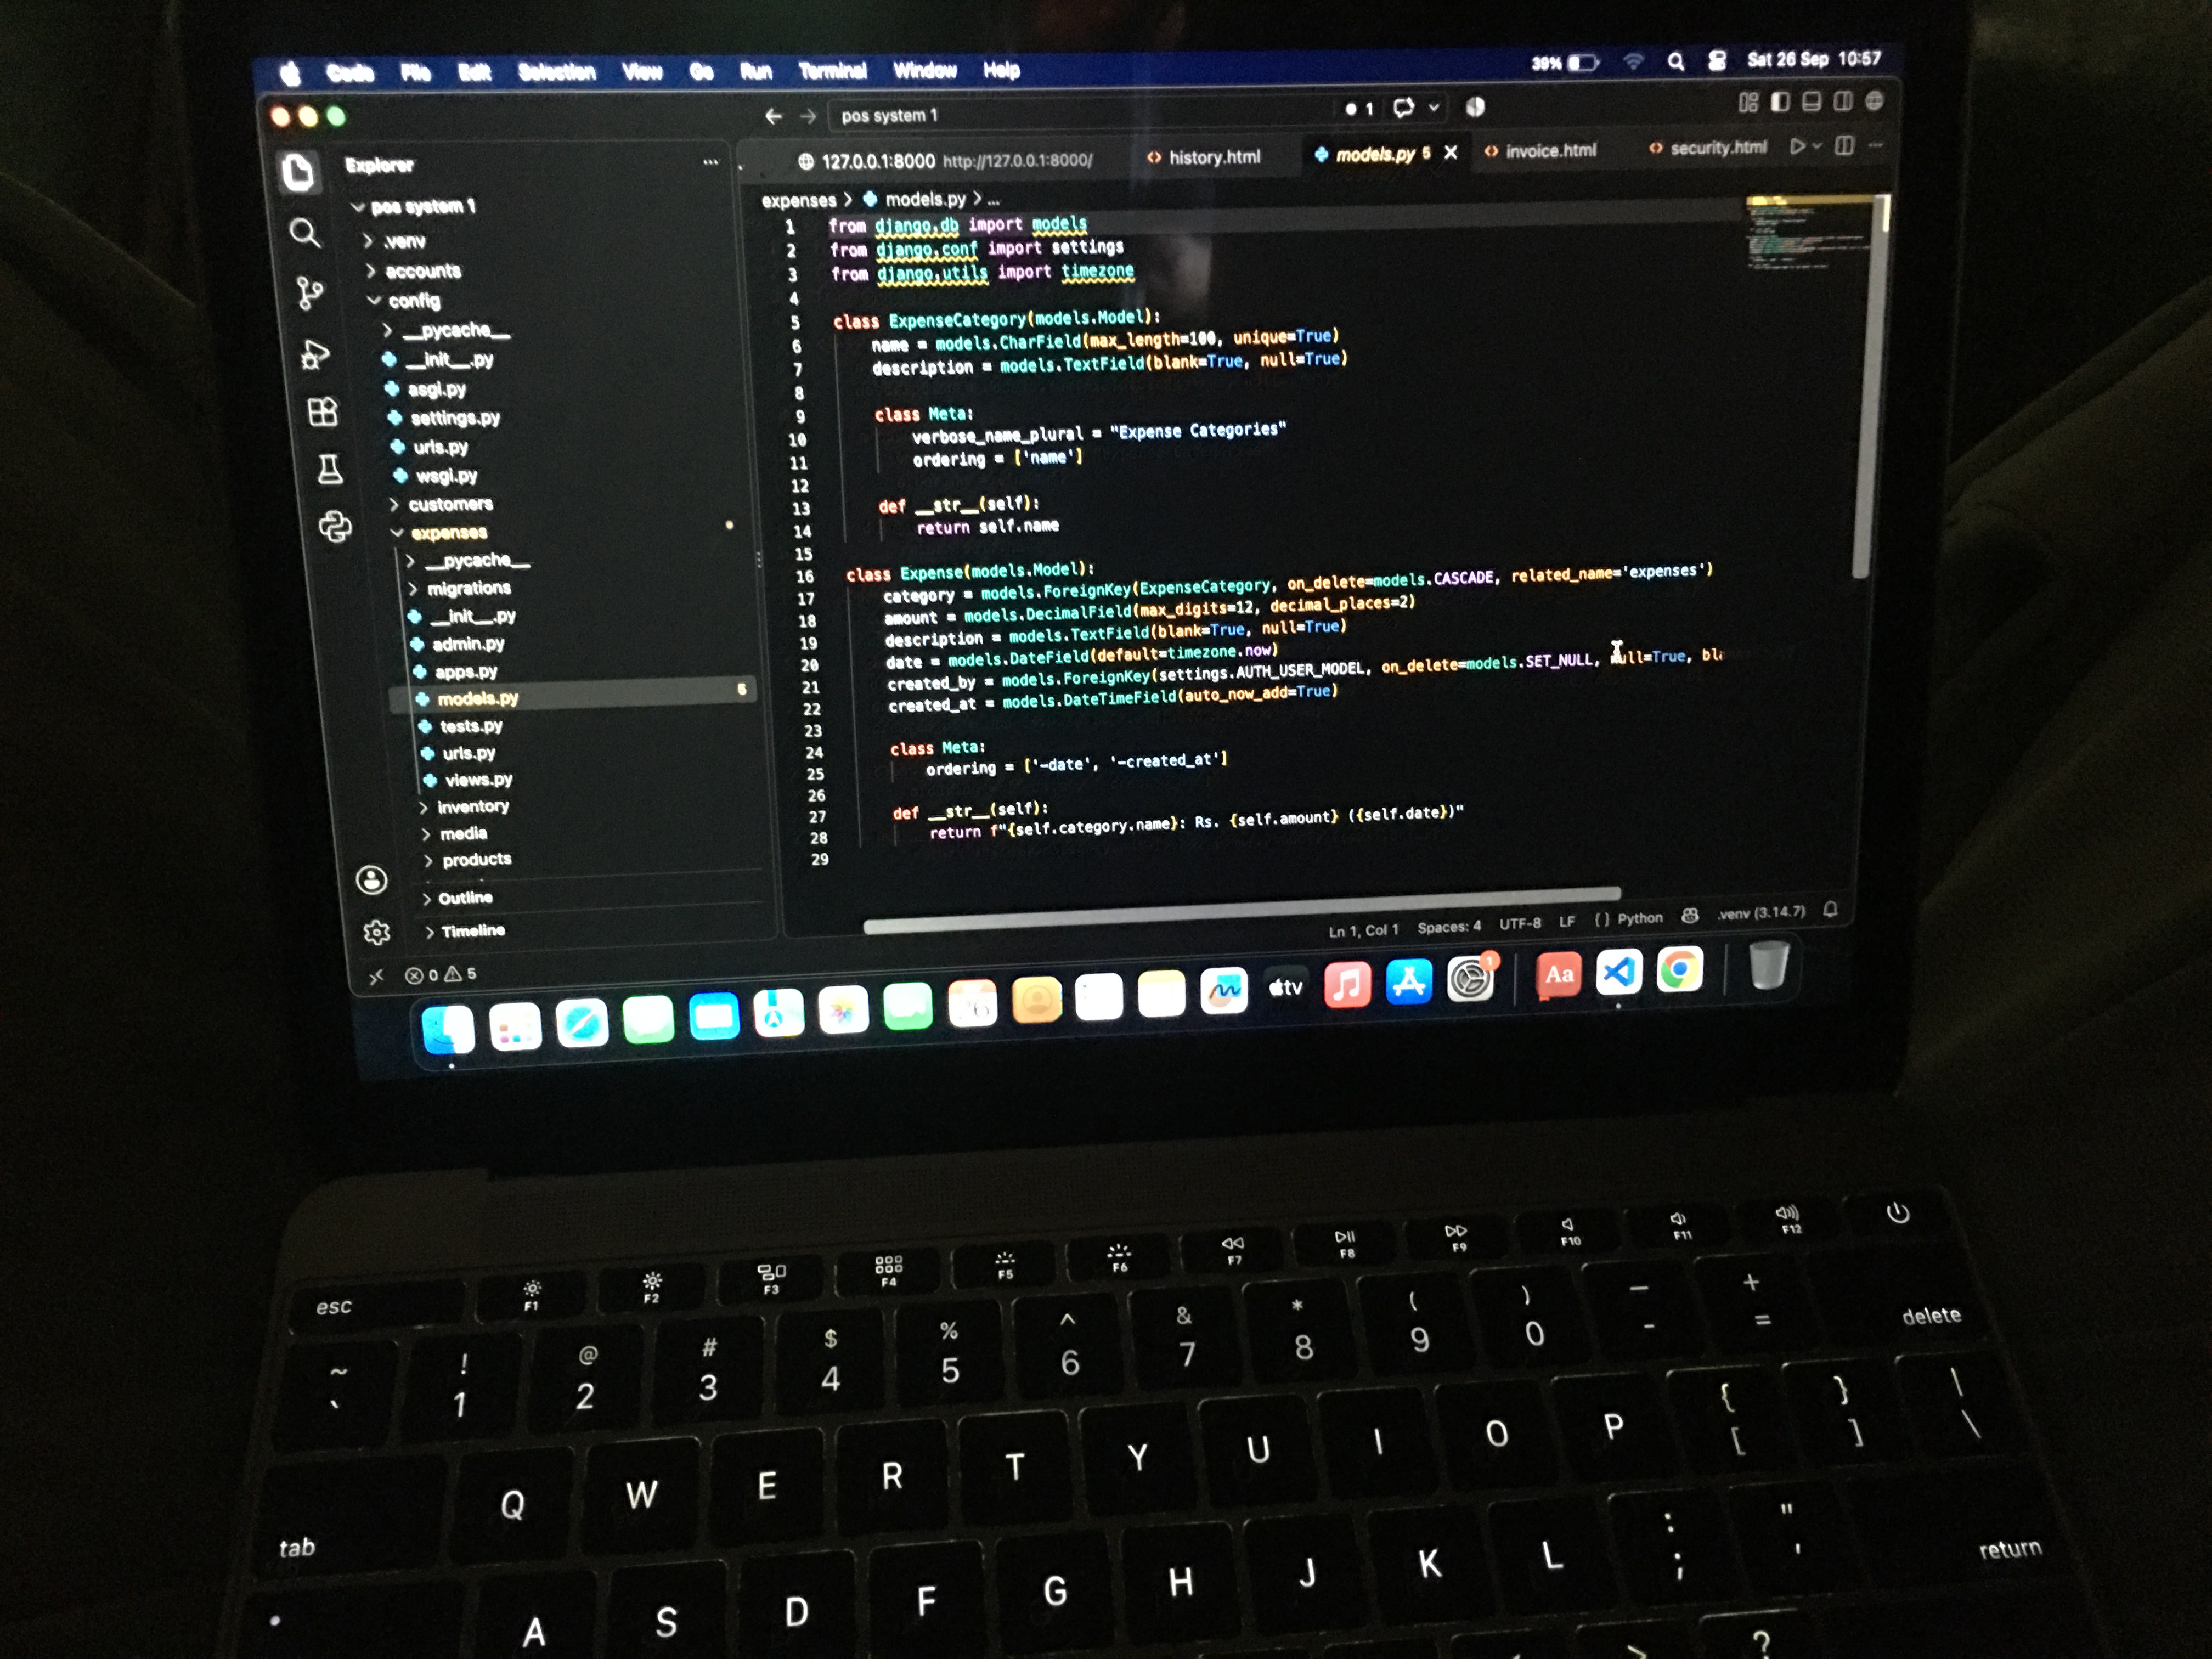 Code File Edit Selection View Go Run Terminal Window Help 39% Sat 26 Sep 10:57
pos system 1
1
Explorer
127.0.0.1:8000 http://127.0.0.1:8000/ history.html models.py 5 invoice.html security.html
pos system 1
.venv
accounts
config
__pycache__
__init__.py
asgi.py
settings.py
urls.py
wsgi.py
customers
expenses
__pycache__
migrations
__init__.py
admin.py
apps.py
models.py 5
tests.py
urls.py
views.py
inventory
media
products
Outline
Timeline
expenses > models.py > ...
1 from django.db import models
2 from django.conf import settings
3 from django.utils import timezone
4
5 class ExpenseCategory(models.Model):
6 name = models.CharField(max_length=100, unique=True)
7 description = models.TextField(blank=True, null=True)
8
9 class Meta:
10 verbose_name_plural = "Expense Categories"
11 ordering = ['name']
12
13 def __str__(self):
14 return self.name
15
16 class Expense(models.Model):
17 category = models.ForeignKey(ExpenseCategory, on_delete=models.CASCADE, related_name='expenses')
18 amount = models.DecimalField(max_digits=12, decimal_places=2)
19 description = models.TextField(blank=True, null=True)
20 date = models.DateField(default=timezone.now)
21 created_by = models.ForeignKey(settings.AUTH_USER_MODEL, on_delete=models.SET_NULL, null=True, bla
22 created_at = models.DateTimeField(auto_now_add=True)
23
24 class Meta:
25 ordering = ['-date', '-created_at']
26
27 def __str__(self):
28 return f"{self.category.name}: Rs. {self.amount} ({self.date})"
29
0 5
Ln 1, Col 1 Spaces: 4 UTF-8 LF { } Python .venv (3.14.7)
tv
1
Aa
esc F1 F2 F3 F4 F5 F6 F7 F8 F9 F10 F11 F12
~ ` ! 1 @ 2 # 3 $ 4 % 5 ^ 6 & 7 * 8 ( 9 ) 0 — - + = delete
tab Q W E R T Y U I O P { [ } ] | \
A S D F G H J K L : ; " ' return
> ?